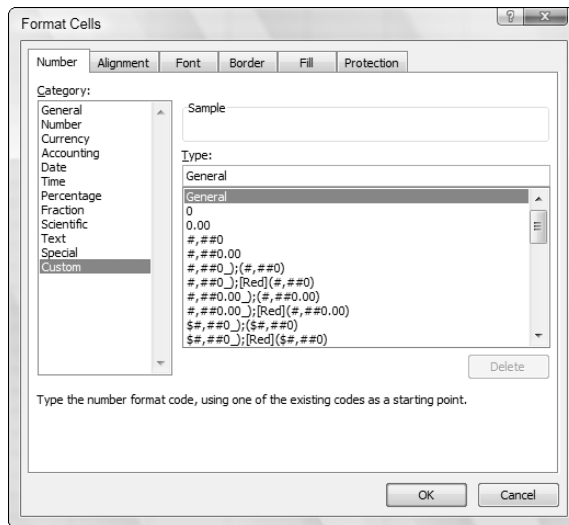 Format Cells
? X
Number Alignment Font Border Fill Protection
Category:
General
Number
Currency
Accounting
Date
Time
Percentage
Fraction
Scientific
Text
Special
Custom
Sample
Type:
General
General
0
0.00
#,##0
#,##0.00
#,##0_);(#,##0)
#,##0_);[Red](#,##0)
#,##0.00_);(#,##0.00)
#,##0.00_);[Red](#,##0.00)
$#,##0_);($#,##0)
$#,##0_);[Red]($#,##0)
Delete
Type the number format code, using one of the existing codes as a starting point.
OK Cancel